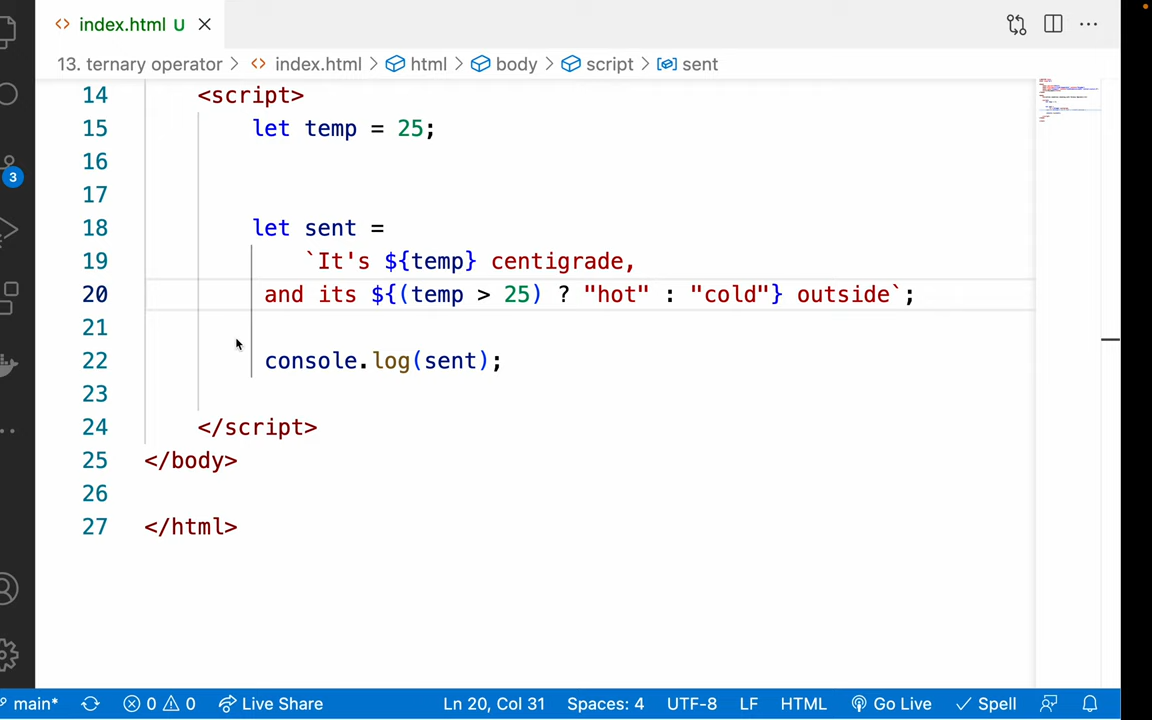 index.html U
13. ternary operator > index.html > html > body > script > sent
14 <script>
15 let temp = 25;
16
17
18 let sent =
19 `It's ${temp} centigrade,
20 and its ${(temp > 25) ? "hot" : "cold"} outside`;
21
22 console.log(sent);
23
24 </script>
25 </body>
26
27 </html>
3
main* 0 0 Live Share Ln 20, Col 31 Spaces: 4 UTF-8 LF HTML Go Live Spell